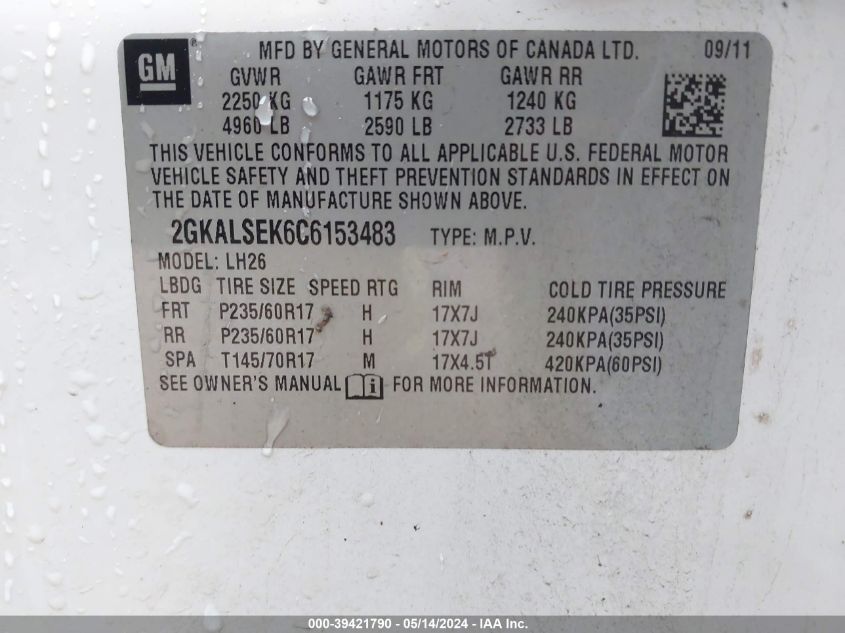 GM ® MFD BY GENERAL MOTORS OF CANADA LTD. 09/11
GVWR GAWR FRT GAWR RR
2250 KG 1175 KG 1240 KG
4960 LB 2590 LB 2733 LB
THIS VEHICLE CONFORMS TO ALL APPLICABLE U.S. FEDERAL MOTOR
VEHICLE SAFETY AND THEFT PREVENTION STANDARDS IN EFFECT ON
THE DATE OF MANUFACTURE SHOWN ABOVE.
2GKALSEK6C6153483 TYPE: M.P.V.
MODEL: LH26
LBDG TIRE SIZE SPEED RTG RIM COLD TIRE PRESSURE
FRT P235/60R17 H 17X7J 240KPA(35PSI)
RR P235/60R17 H 17X7J 240KPA(35PSI)
SPA T145/70R17 M 17X4.5T 420KPA(60PSI)
SEE OWNER'S MANUAL i FOR MORE INFORMATION.
000-39421790 - 05/14/2024 - IAA Inc.